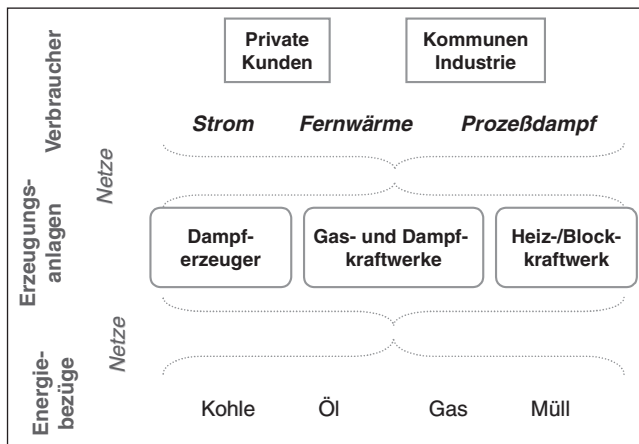 Verbraucher
Private
Kunden
Kommunen
Industrie
Strom Fernwärme Prozeßdampf
Netze
Erzeugungs-
anlagen
Dampf-
erzeuger
Gas- und Dampf-
kraftwerke
Heiz-/Block-
kraftwerk
Netze
Energie-
bezüge
Kohle Öl Gas Müll